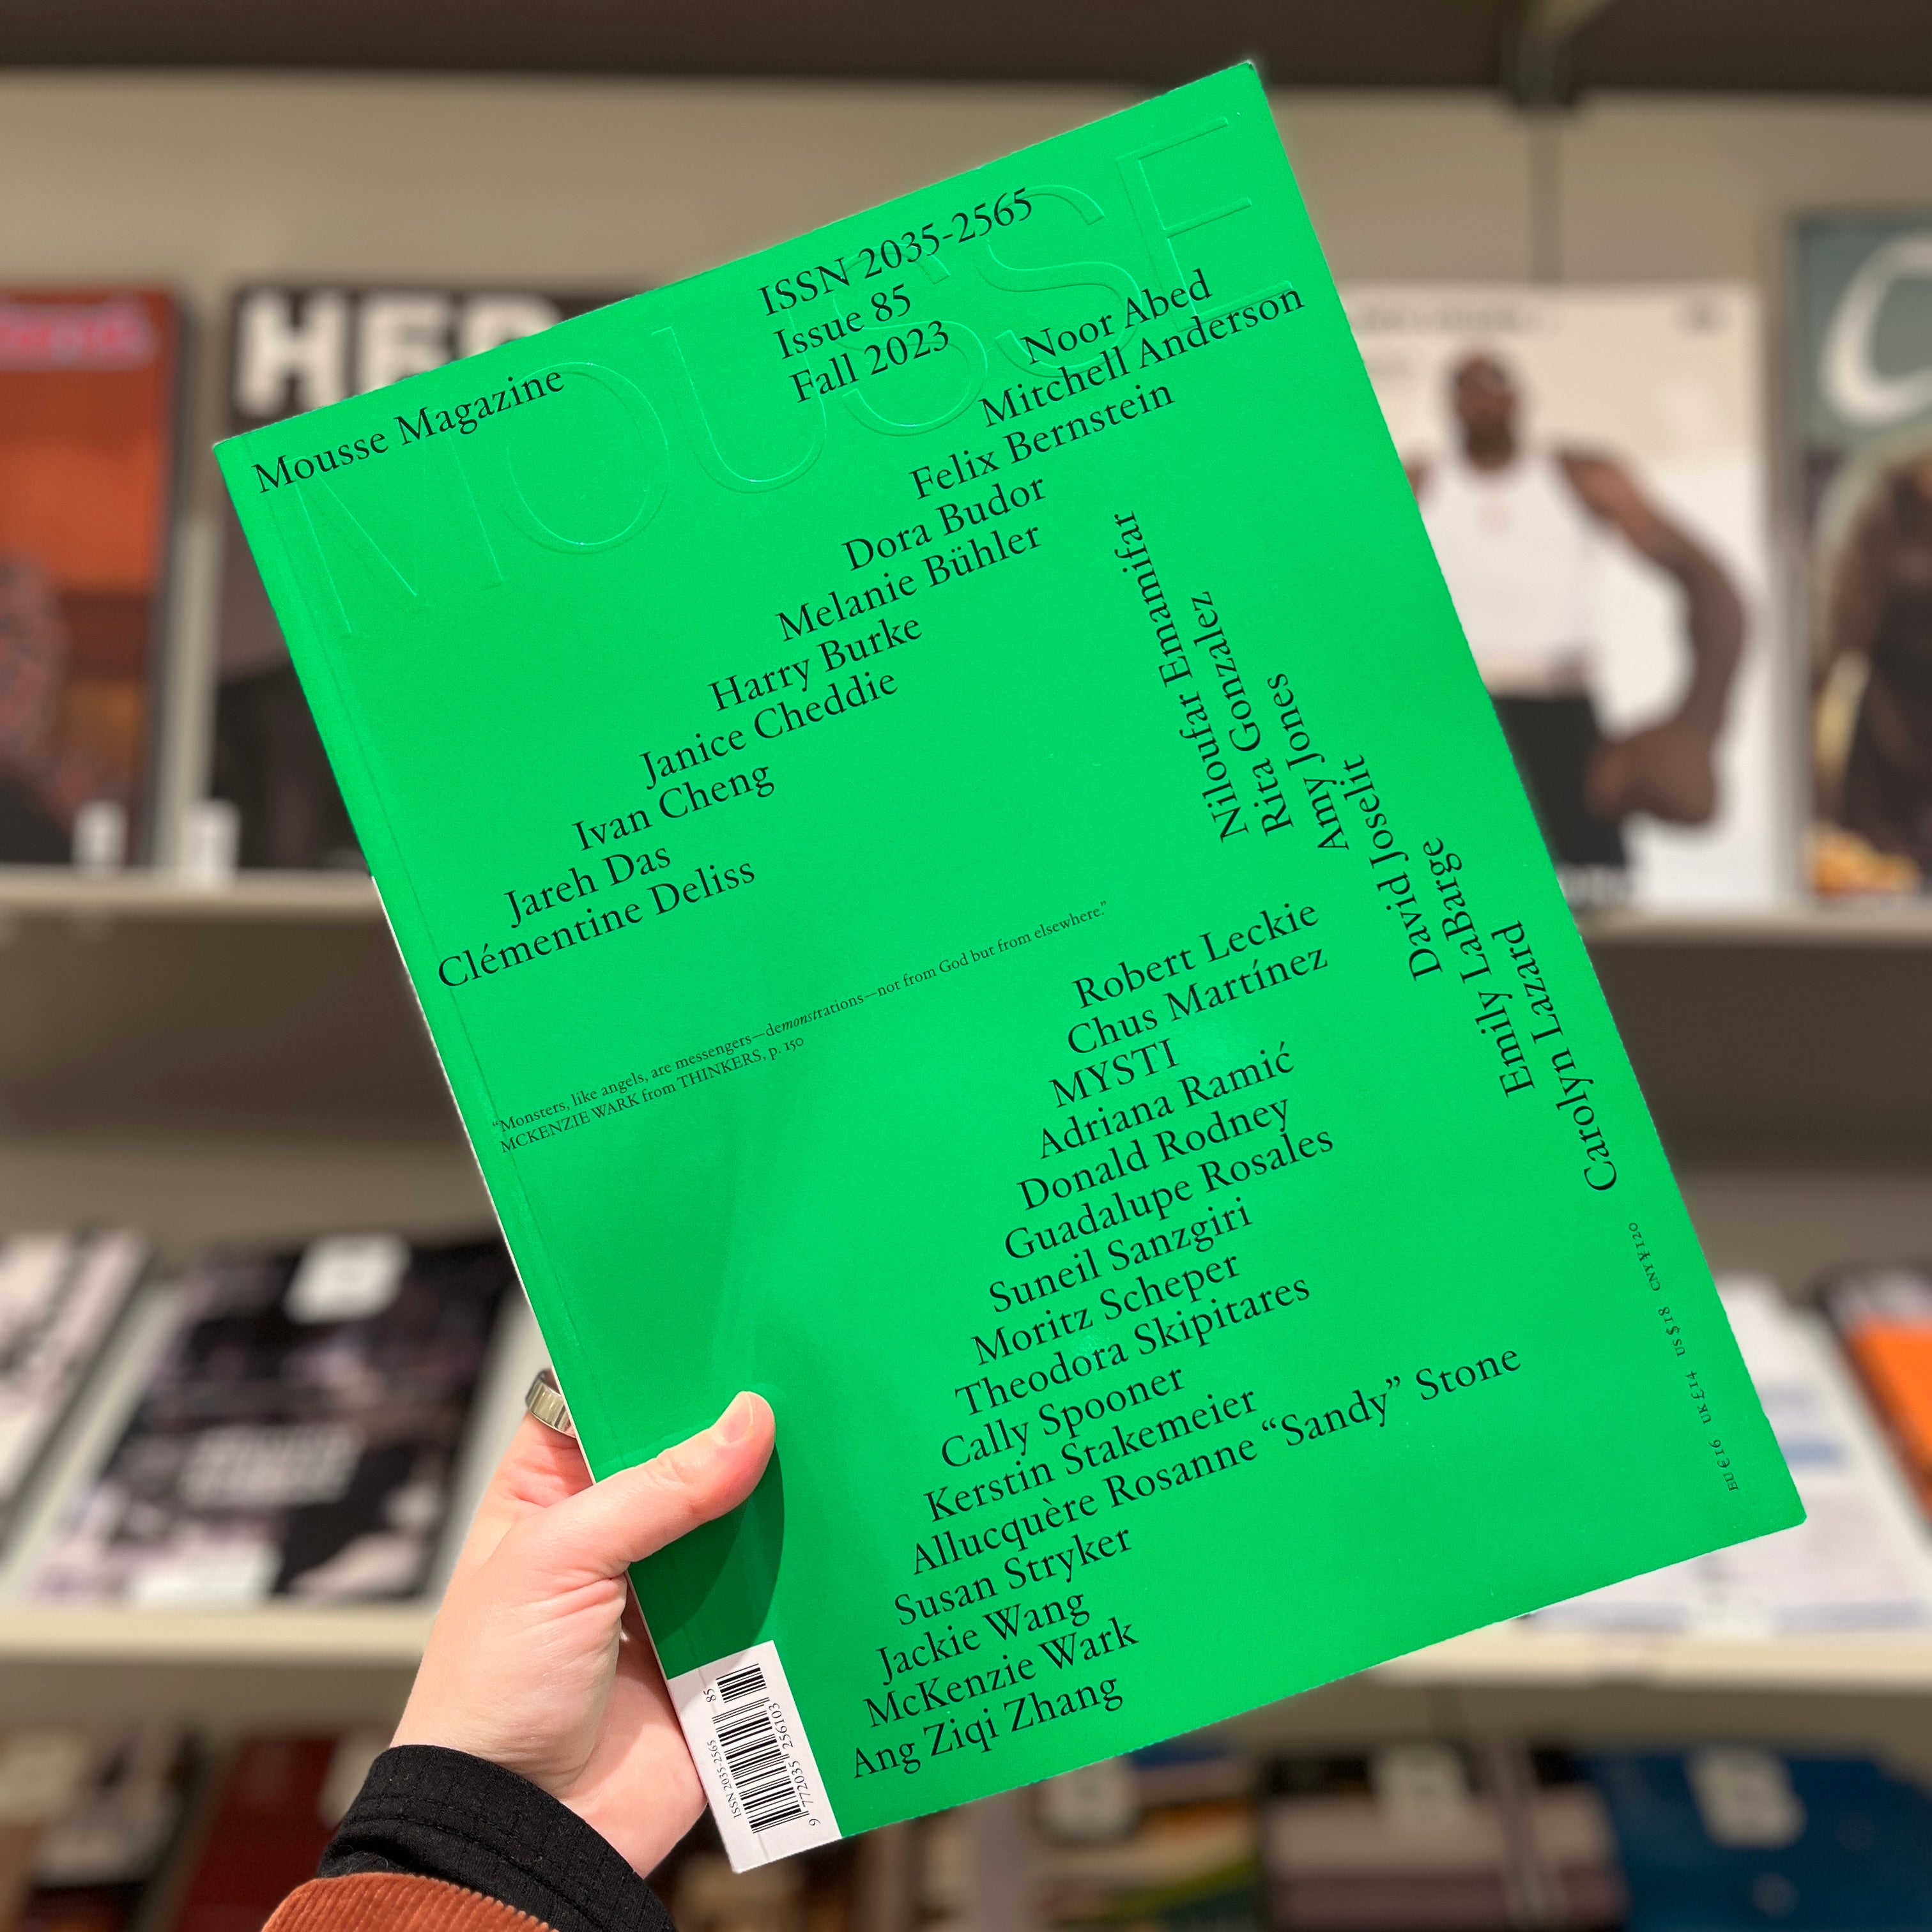 MOUSSE
Mousse Magazine
ISSN 2035-2565
Issue 85
Fall 2023
Noor Abed
Mitchell Anderson
Felix Bernstein
Dora Budor
Melanie Bühler
Harry Burke
Janice Cheddie
Ivan Cheng
Jareh Das
Clémentine Deliss
Niloufar Emamifar
Rita Gonzalez
Amy Jones
David Joselit
Emily LaBarge
Carolyn Lazard
“Monsters, like angels, are messengers—demonstrations—not from God but from elsewhere.”
MCKENZIE WARK from THINKERS, p. 150
Robert Leckie
Chus Martínez
MYSTI
Adriana Ramić
Donald Rodney
Guadalupe Rosales
Suneil Sanzgiri
Moritz Scheper
Theodora Skipitares
Cally Spooner
Kerstin Stakemeier
Allucquère Rosanne “Sandy” Stone
Susan Stryker
Jackie Wang
McKenzie Wark
Ang Ziqi Zhang
EU €16 UK £14 US $18 CNY ¥120
ISSN 2035-2565
85
9 772035 256103